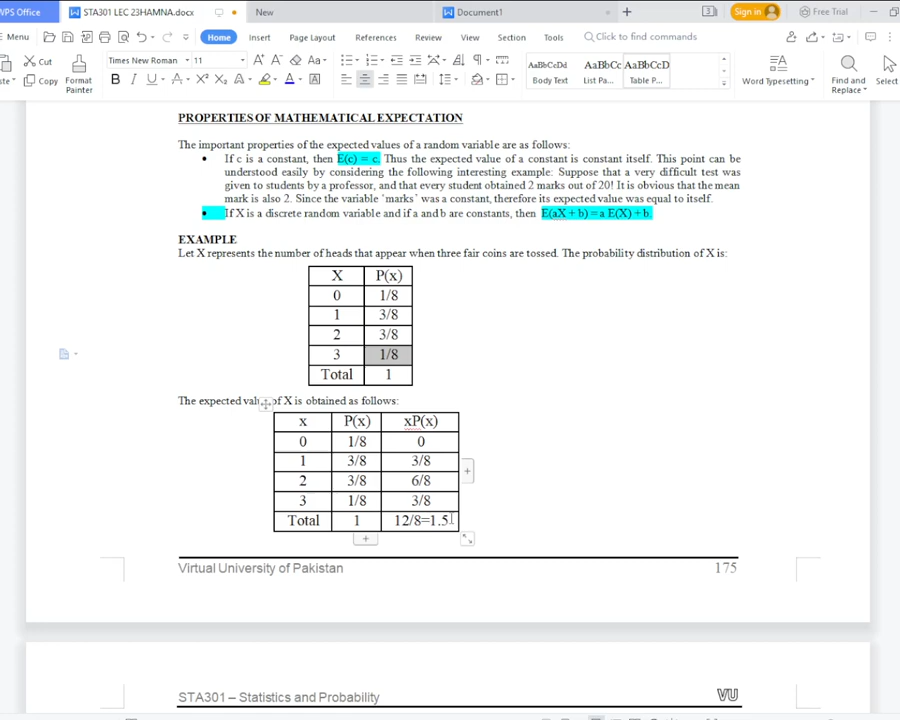 WPS Office
STA301 LEC 23HAMNA.docx
New
Document1
+
Sign in
Free Trial
Menu
Home
Insert
Page Layout
References
Review
View
Section
Tools
Click to find commands
Cut
Copy
Format Painter
Times New Roman
11
AaBbCcDd
Body Text
AaBbCc
List Pa...
AaBbCcD
Table P...
Word Typesetting
Find and Replace
Select
PROPERTIES OF MATHEMATICAL EXPECTATION
The important properties of the expected values of a random variable are as follows:
• If c is a constant, then E(c) = c. Thus the expected value of a constant is constant itself. This point can be
understood easily by considering the following interesting example: Suppose that a very difficult test was
given to students by a professor, and that every student obtained 2 marks out of 20! It is obvious that the mean
mark is also 2. Since the variable ‘marks’ was a constant, therefore its expected value was equal to itself.
• If X is a discrete random variable and if a and b are constants, then E(aX + b) = a E(X) + b.
EXAMPLE
Let X represents the number of heads that appear when three fair coins are tossed. The probability distribution of X is:
X P(x)
0 1/8
1 3/8
2 3/8
3 1/8
Total 1
The expected value of X is obtained as follows:
x P(x) xP(x)
0 1/8 0
1 3/8 3/8
2 3/8 6/8
3 1/8 3/8
Total 1 12/8=1.5
Virtual University of Pakistan 175
STA301 – Statistics and Probability VU